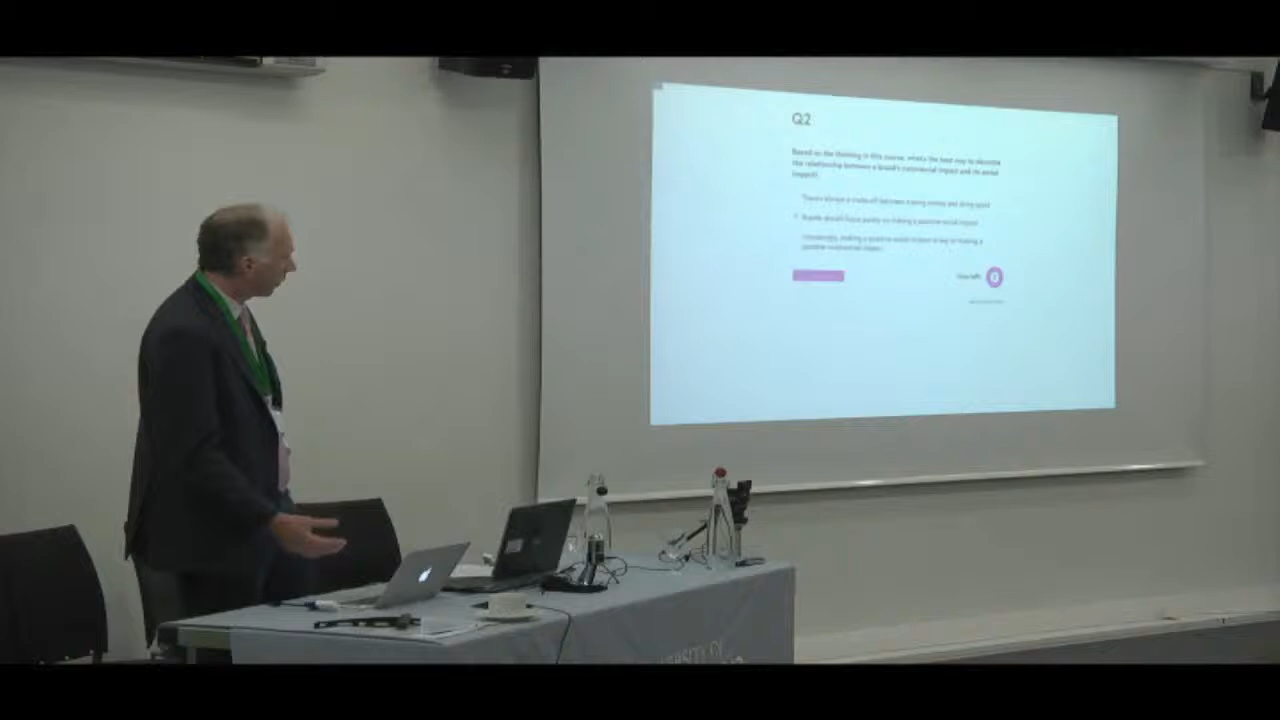 Q2
Based on the thinking in this course, what's the best way to describe
the relationship between a brand's commercial impact and its social
impact?
There's always a trade-off between making money and doing good
Brands should focus purely on making a positive social impact
Increasingly, making a positive social impact is key to making a
positive commercial impact
UNIVERSITY OF